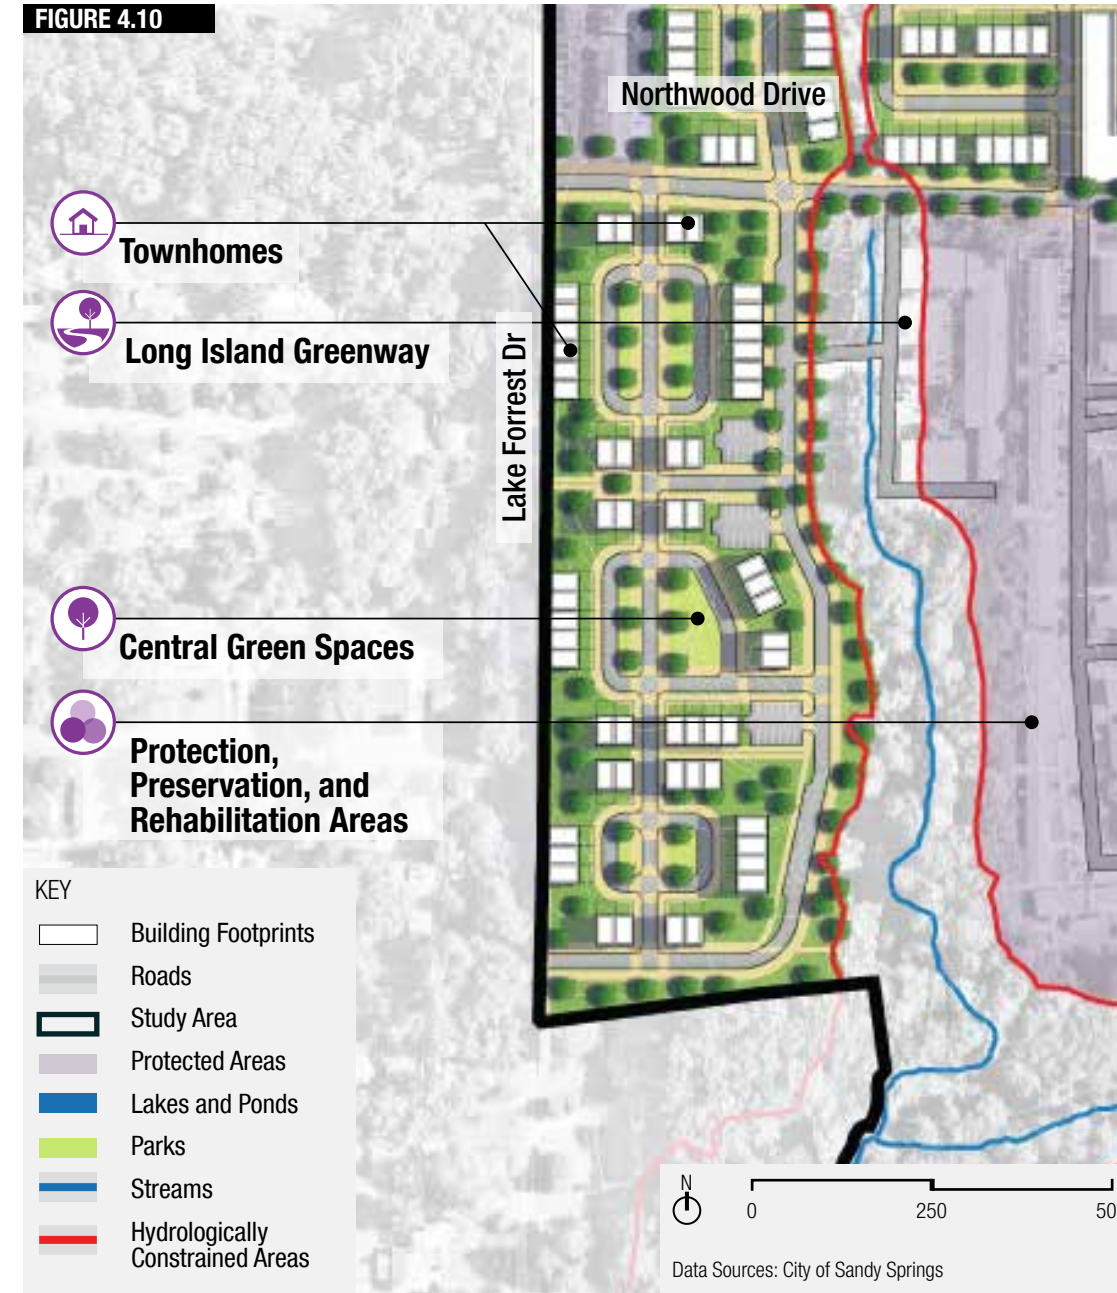 FIGURE 4.10
Northwood Drive
Townhomes
Long Island Greenway
Lake Forrest Dr
Central Green Spaces
Protection,
Preservation, and
Rehabilitation Areas
KEY
Building Footprints
Roads
Study Area
Protected Areas
Lakes and Ponds
Parks
Streams
Hydrologically
Constrained Areas
N
0 250 50
Data Sources: City of Sandy Springs